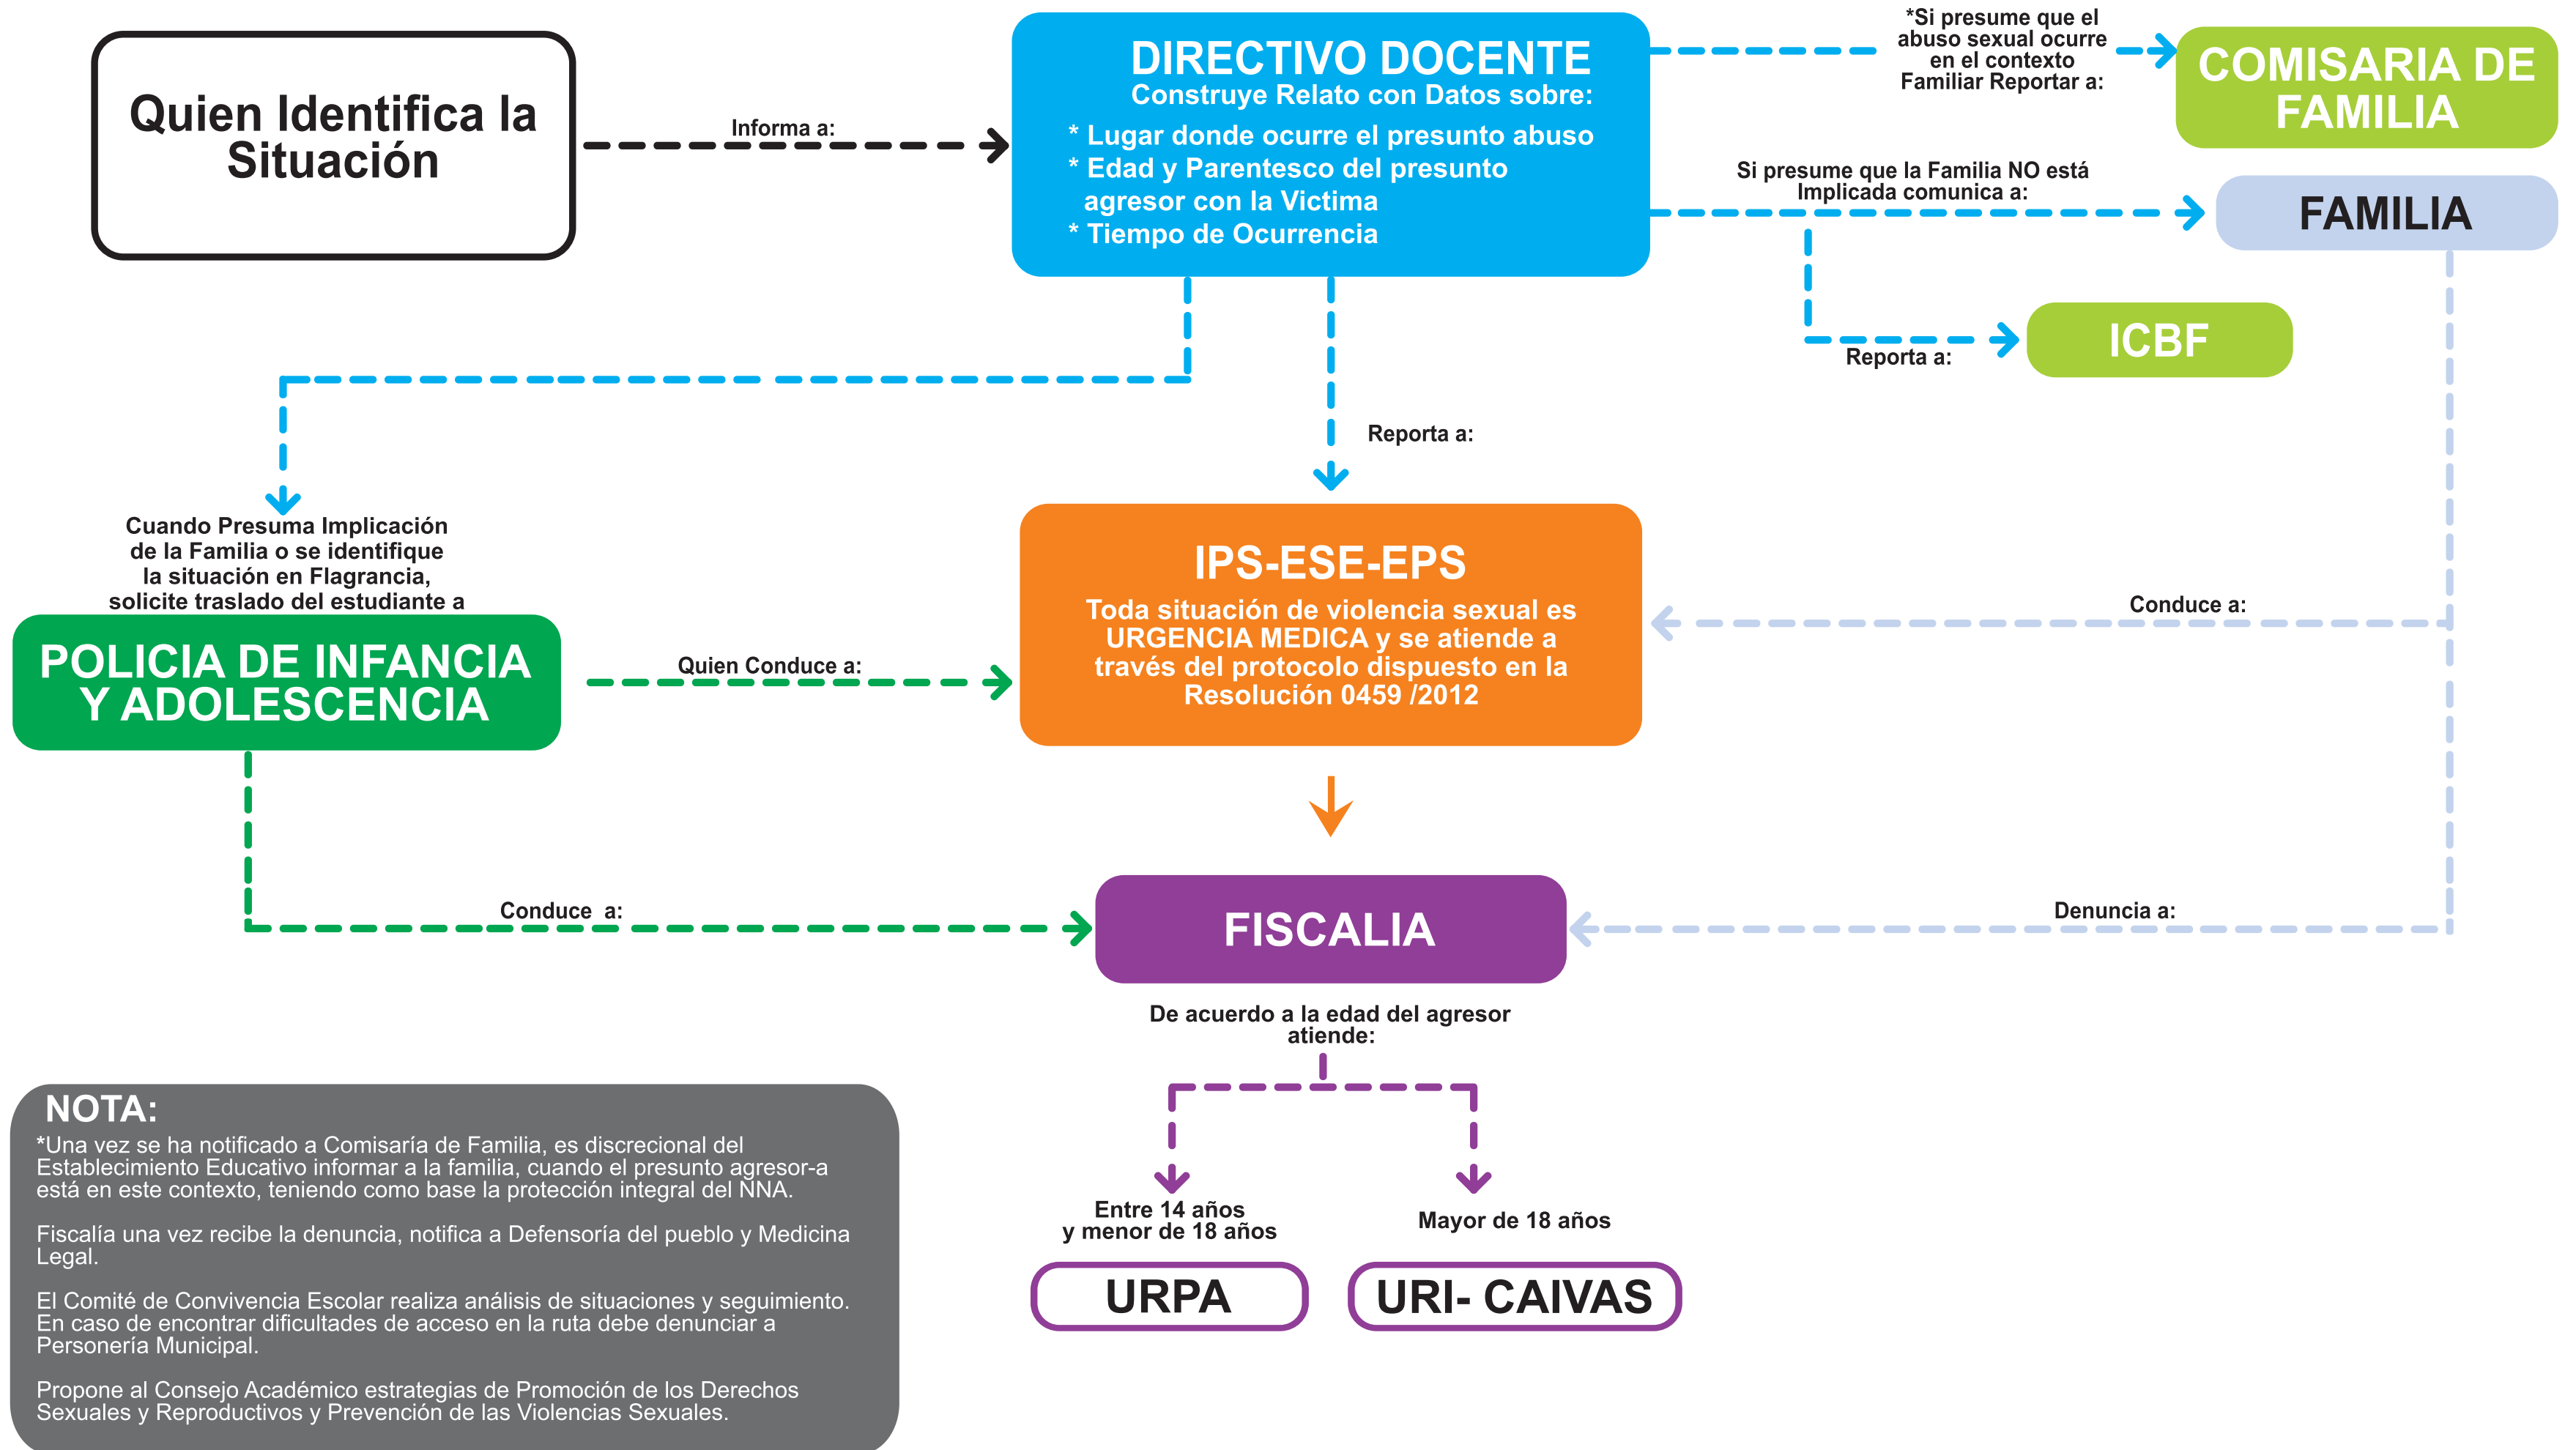 Quien Identifica la
Situación
Informa a:
DIRECTIVO DOCENTE
Construye Relato con Datos sobre:
* Lugar donde ocurre el presunto abuso
* Edad y Parentesco del presunto
agresor con la Victima
* Tiempo de Ocurrencia
*Si presume que el
abuso sexual ocurre
en el contexto
Familiar Reportar a:
COMISARIA DE
FAMILIA
Si presume que la Familia NO está
Implicada comunica a:
FAMILIA
Reporta a:
ICBF
Reporta a:
Cuando Presuma Implicación
de la Familia o se identifique
la situación en Flagrancia,
solicite traslado del estudiante a
POLICIA DE INFANCIA
Y ADOLESCENCIA
Quien Conduce a:
IPS-ESE-EPS
Toda situación de violencia sexual es
URGENCIA MEDICA y se atiende a
través del protocolo dispuesto en la
Resolución 0459 /2012
Conduce a:
Conduce  a:
FISCALIA
Denuncia a:
De acuerdo a la edad del agresor
atiende:
Entre 14 años
y menor de 18 años
URPA
Mayor de 18 años
URI- CAIVAS
NOTA:
*Una vez se ha notificado a Comisaría de Familia, es discrecional del
Establecimiento Educativo informar a la familia, cuando el presunto agresor-a
está en este contexto, teniendo como base la protección integral del NNA.
Fiscalía una vez recibe la denuncia, notifica a Defensoría del pueblo y Medicina
Legal.
El Comité de Convivencia Escolar realiza análisis de situaciones y seguimiento.
En caso de encontrar dificultades de acceso en la ruta debe denunciar a
Personería Municipal.
Propone al Consejo Académico estrategias de Promoción de los Derechos
Sexuales y Reproductivos y Prevención de las Violencias Sexuales.